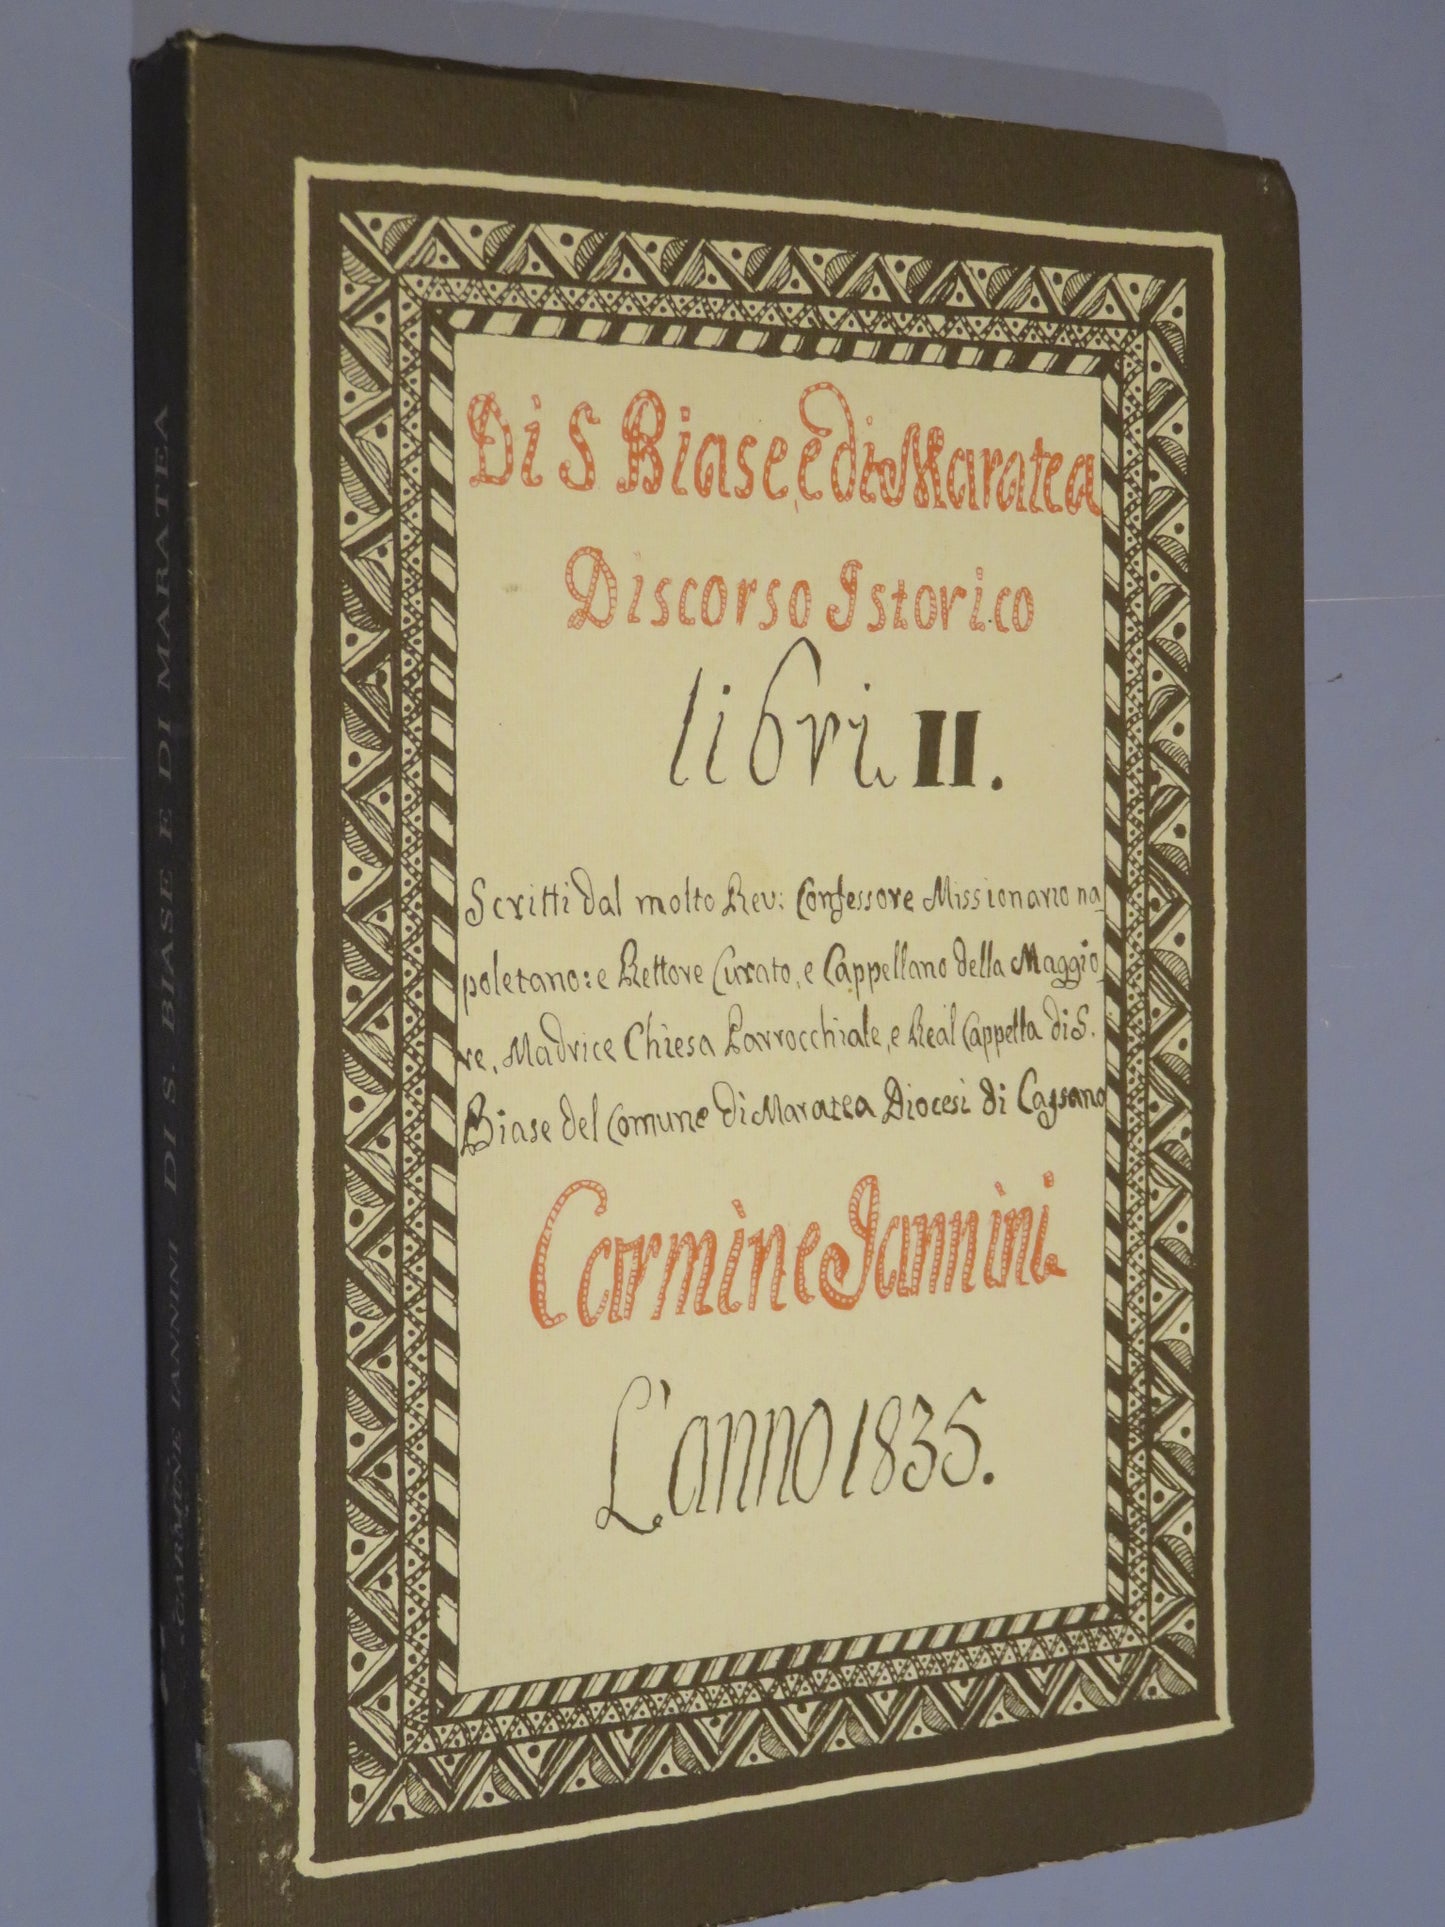 Di S Biase, e di Maratea
Discorso Istorico
libri II.
Scritti dal molto Rev: Confessore Missionario na
poletano: e Rettore Curato, e Cappellano della Maggio
re, Madrice Chiesa Parrocchiale, e Real Cappella di S.
Biase del Comune di Maratea Diocesi di Cassano
Carmine Iannini
L'anno 1835.
CARMINE IANNINI DI S. BIASE E DI MARATEA